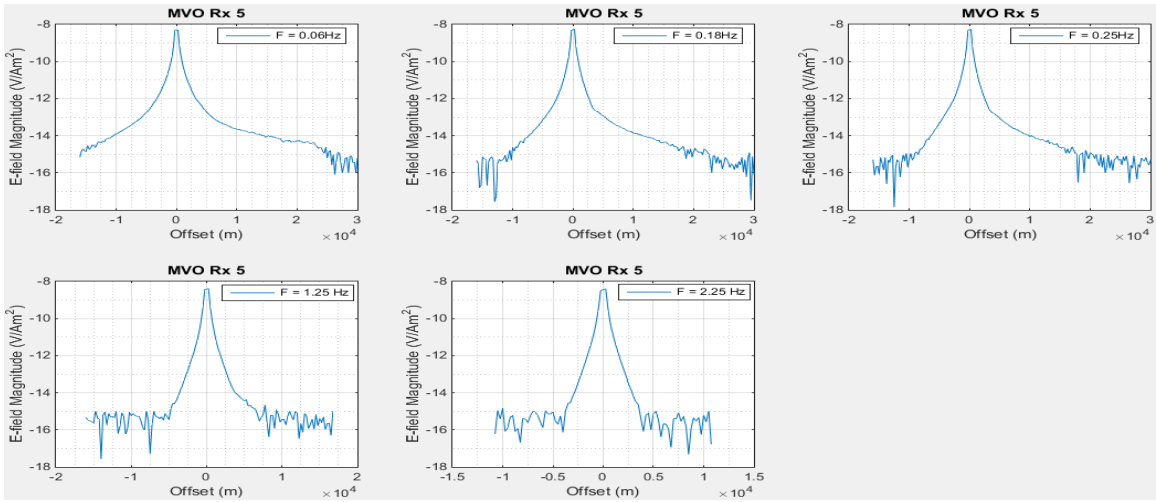 MVO Rx 5
F = 0.06Hz
E-field Magnitude (V/Am²)
-8
-10
-12
-14
-16
-18
-2 -1 0 1 2 3
Offset (m)
× 10⁴
MVO Rx 5
F = 0.18Hz
E-field Magnitude (V/Am²)
-8
-10
-12
-14
-16
-18
-2 -1 0 1 2 3
Offset (m)
× 10⁴
MVO Rx 5
F = 0.25Hz
E-field Magnitude (V/Am²)
-8
-10
-12
-14
-16
-18
-2 -1 0 1 2 3
Offset (m)
× 10⁴
MVO Rx 5
F = 1.25 Hz
E-field Magnitude (V/Am²)
-8
-10
-12
-14
-16
-18
-2 -1 0 1 2
Offset (m)
× 10⁴
MVO Rx 5
F = 2.25 Hz
E-field Magnitude (V/Am²)
-8
-10
-12
-14
-16
-18
-1.5 -1 -0.5 0 0.5 1 1.5
Offset (m)
× 10⁴